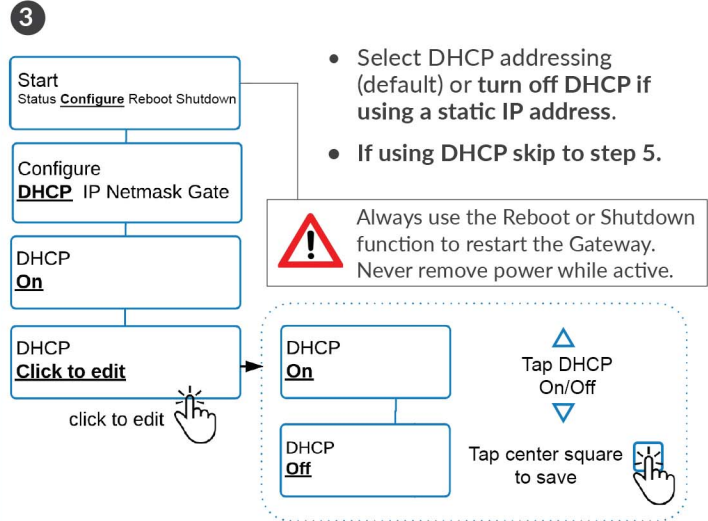 3
Start
Status Configure Reboot Shutdown
Configure
DHCP IP Netmask Gate
DHCP
On
DHCP
Click to edit
click to edit
• Select DHCP addressing
(default) or turn off DHCP if
using a static IP address.
• If using DHCP skip to step 5.
Always use the Reboot or Shutdown
function to restart the Gateway.
Never remove power while active.
DHCP
On
DHCP
Off
Tap DHCP
On/Off
Tap center square
to save